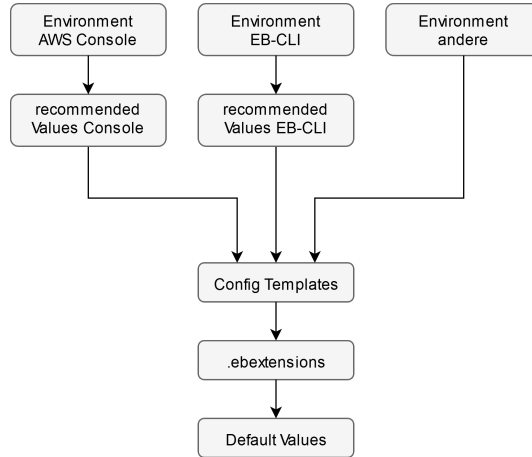 Environment
AWS Console
Environment
EB-CLI
Environment
andere
recommended
Values Console
recommended
Values EB-CLI
Config Templates
.ebextensions
Default Values